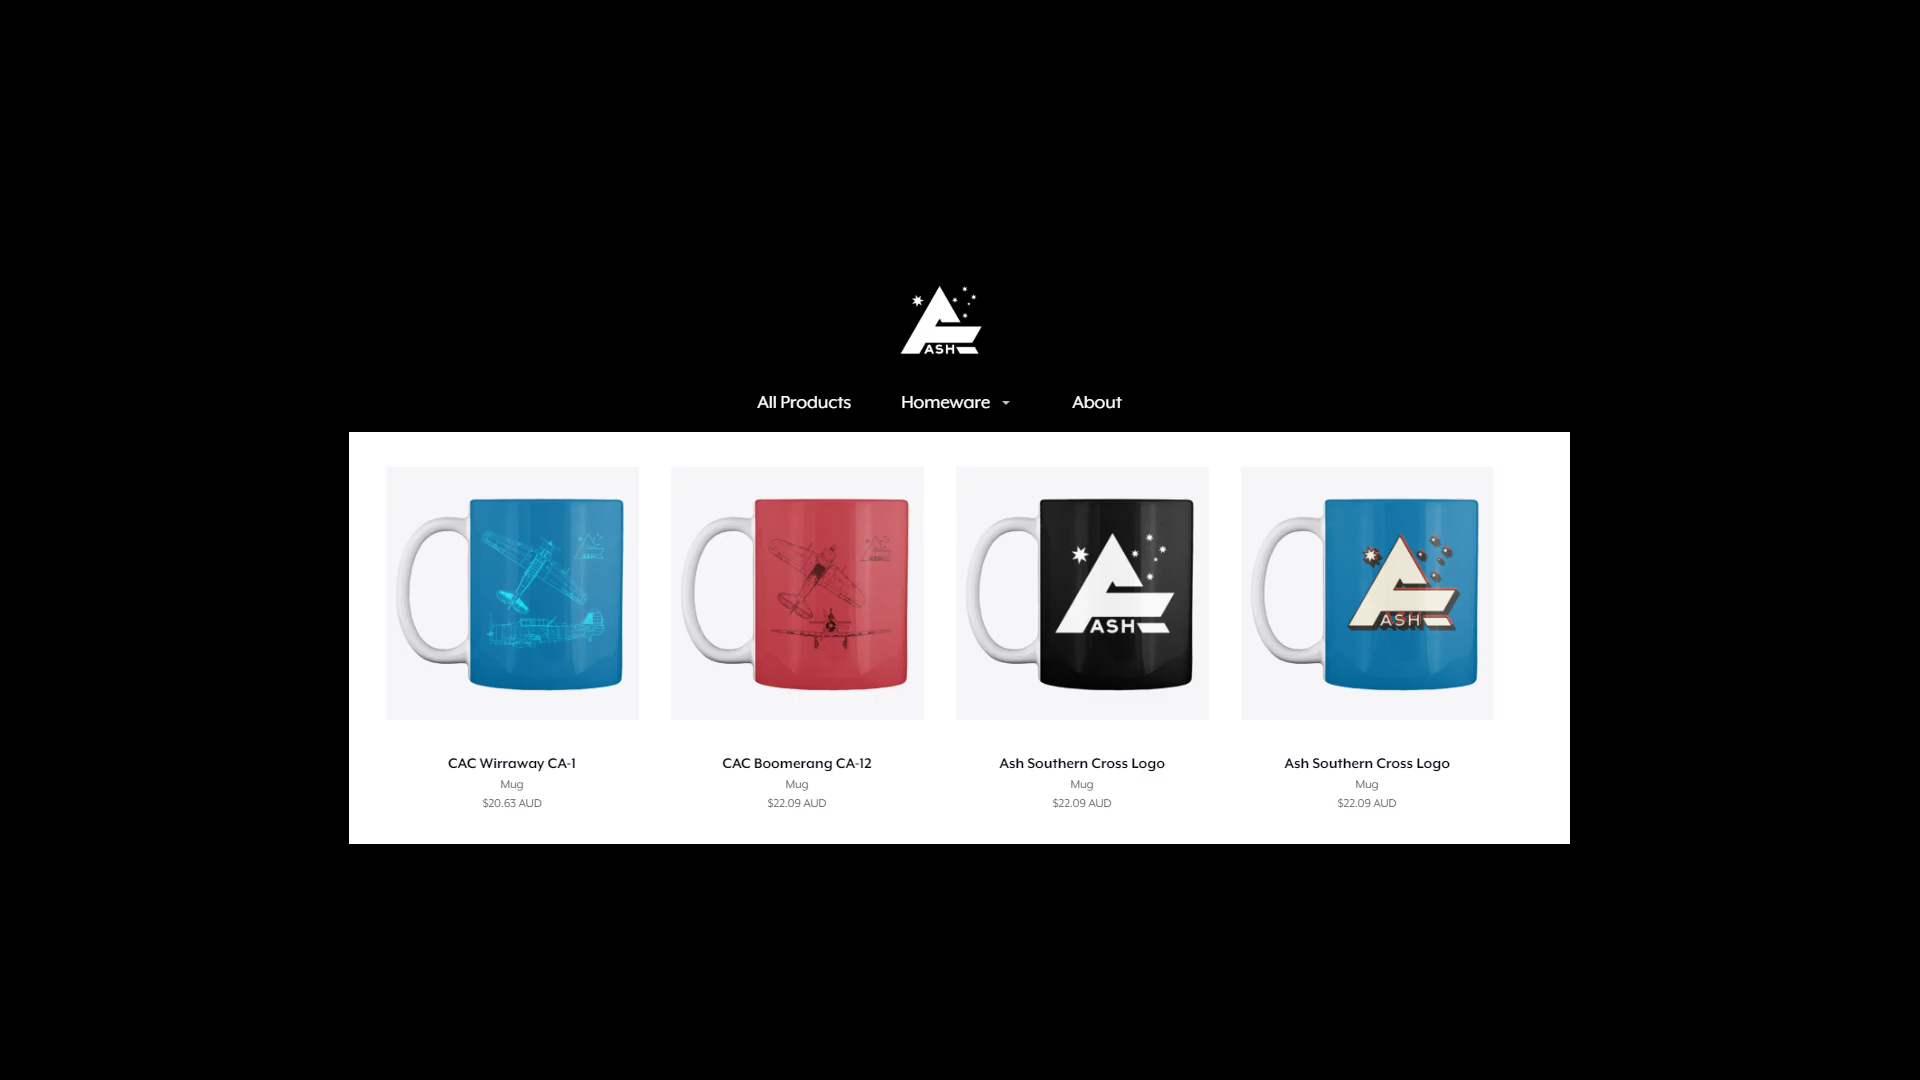 ASH
All Products Homeware About
ASH
ASH
ASH
ASH
CAC Wirraway CA-1
Mug
$20.63 AUD
CAC Boomerang CA-12
Mug
$22.09 AUD
Ash Southern Cross Logo
Mug
$22.09 AUD
Ash Southern Cross Logo
Mug
$22.09 AUD